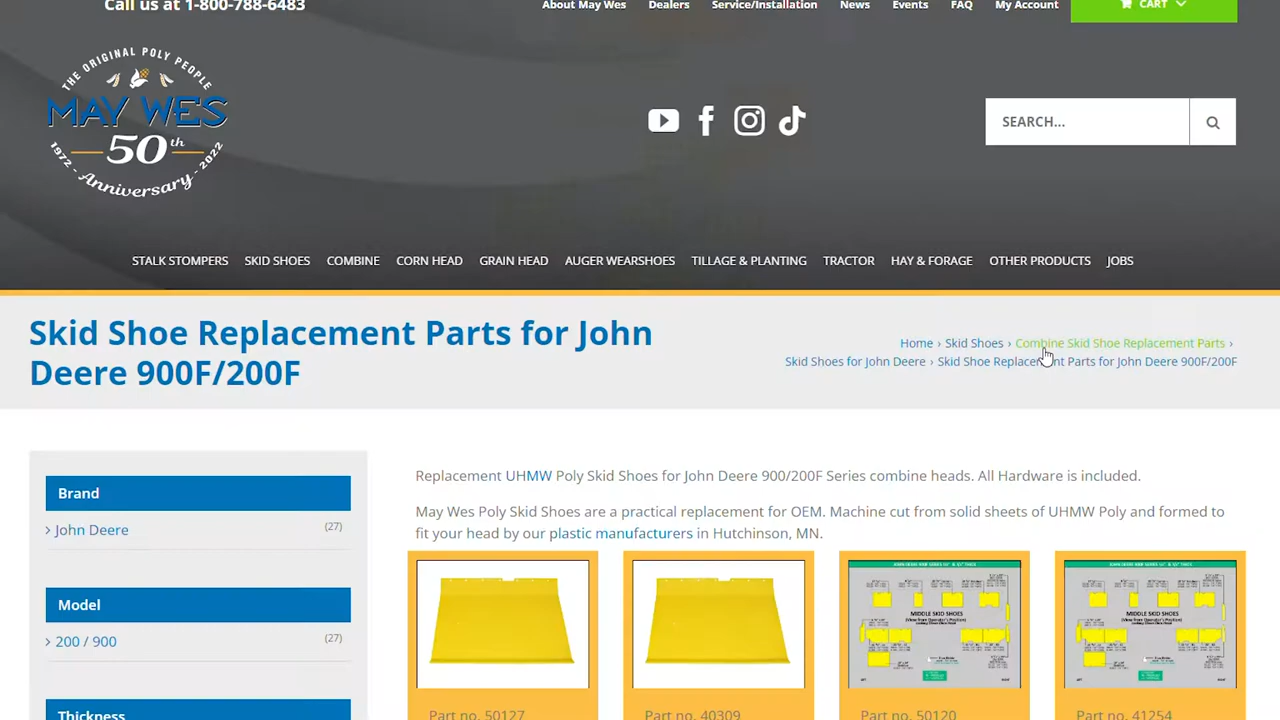 Call us at 1-800-788-6483
About May Wes
Dealers
Service/Installation
News
Events
FAQ
My Account
CART
THE ORIGINAL POLY PEOPLE
MAY WES
50th
1972 - Anniversary - 2022
SEARCH...
STALK STOMPERS
SKID SHOES
COMBINE
CORN HEAD
GRAIN HEAD
AUGER WEARSHOES
TILLAGE & PLANTING
TRACTOR
HAY & FORAGE
OTHER PRODUCTS
JOBS
Skid Shoe Replacement Parts for John
Deere 900F/200F
Home › Skid Shoes › Combine Skid Shoe Replacement Parts ›
Skid Shoes for John Deere › Skid Shoe Replacement Parts for John Deere 900F/200F
Brand
John Deere (27)
Model
200 / 900 (27)
Thickness
Replacement UHMW Poly Skid Shoes for John Deere 900/200F Series combine heads. All Hardware is included.
May Wes Poly Skid Shoes are a practical replacement for OEM. Machine cut from solid sheets of UHMW Poly and formed to
fit your head by our plastic manufacturers in Hutchinson, MN.
MIDDLE SKID SHOES
MIDDLE SKID SHOES
Part no. 50127
Part no. 40309
Part no. 50120
Part no. 41254